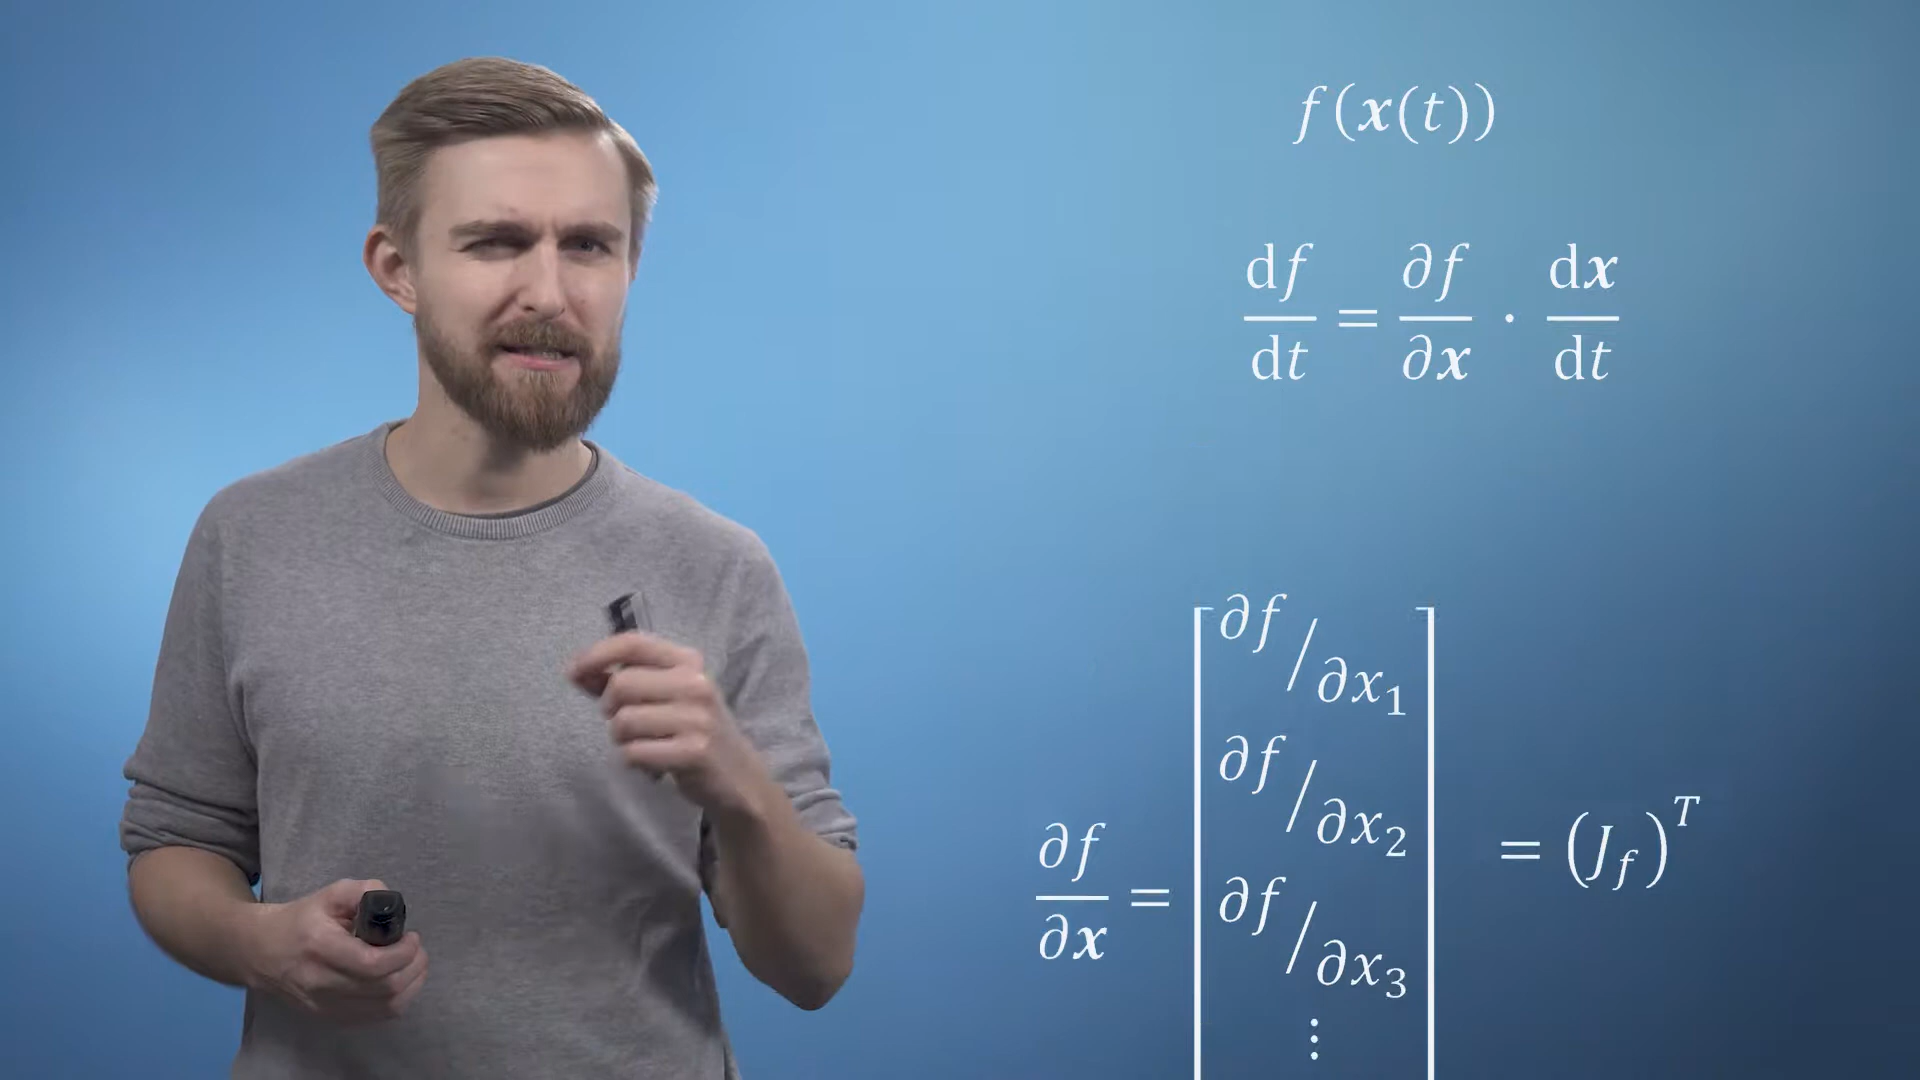 f(x(t))
df/dt = ∂f/∂x · dx/dt
∂f/∂x = [∂f/∂x₁
∂f/∂x₂
∂f/∂x₃
⋮] = (J_f)^T